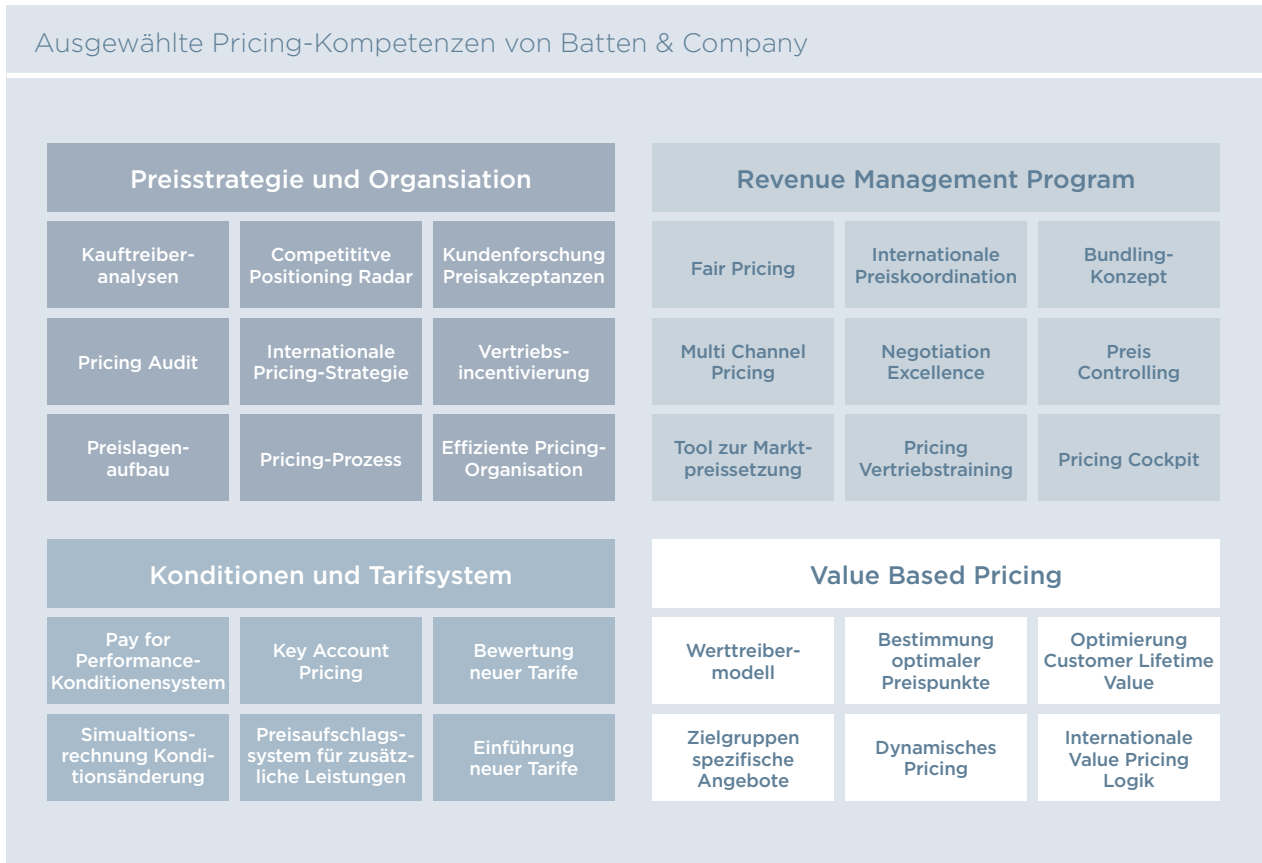 Ausgewählte Pricing-Kompetenzen von Batten & Company
Preisstrategie und Organsiation
Kauftreiber-
analysen
Competititve
Positioning Radar
Kundenforschung
Preisakzeptanzen
Pricing Audit
Internationale
Pricing-Strategie
Vertriebs-
incentivierung
Preislagen-
aufbau
Pricing-Prozess
Effiziente Pricing-
Organisation
Revenue Management Program
Fair Pricing
Internationale
Preiskoordination
Bundling-
Konzept
Multi Channel
Pricing
Negotiation
Excellence
Preis
Controlling
Tool zur Markt-
preissetzung
Pricing
Vertriebstraining
Pricing Cockpit
Konditionen und Tarifsystem
Pay for
Performance-
Konditionensystem
Key Account
Pricing
Bewertung
neuer Tarife
Simualtions-
rechnung Kondi-
tionsänderung
Preisaufschlags-
system für zusätz-
liche Leistungen
Einführung
neuer Tarife
Value Based Pricing
Werttreiber-
modell
Bestimmung
optimaler
Preispunkte
Optimierung
Customer Lifetime
Value
Zielgruppen
spezifische
Angebote
Dynamisches
Pricing
Internationale
Value Pricing
Logik